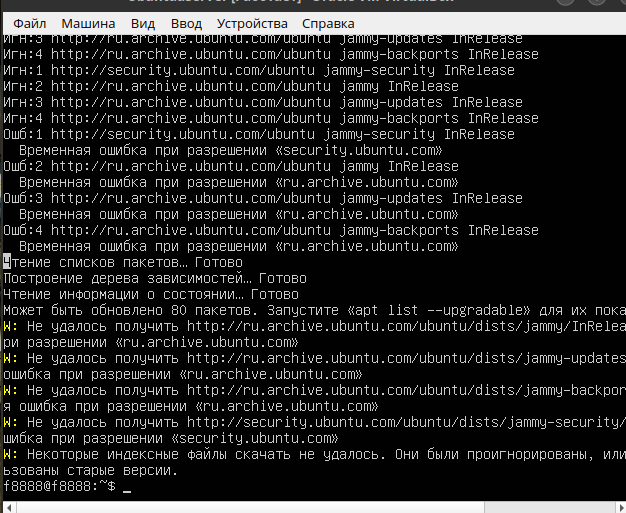 Файл Машина Вид Ввод Устройства Справка
Игн:3 http://ru.archive.ubuntu.com/ubuntu jammy-updates InRelease
Игн:4 http://ru.archive.ubuntu.com/ubuntu jammy-backports InRelease
Игн:1 http://security.ubuntu.com/ubuntu jammy-security InRelease
Игн:2 http://ru.archive.ubuntu.com/ubuntu jammy InRelease
Игн:3 http://ru.archive.ubuntu.com/ubuntu jammy-updates InRelease
Игн:4 http://ru.archive.ubuntu.com/ubuntu jammy-backports InRelease
Ошб:1 http://security.ubuntu.com/ubuntu jammy-security InRelease
Временная ошибка при разрешении «security.ubuntu.com»
Ошб:2 http://ru.archive.ubuntu.com/ubuntu jammy InRelease
Временная ошибка при разрешении «ru.archive.ubuntu.com»
Ошб:3 http://ru.archive.ubuntu.com/ubuntu jammy-updates InRelease
Временная ошибка при разрешении «ru.archive.ubuntu.com»
Ошб:4 http://ru.archive.ubuntu.com/ubuntu jammy-backports InRelease
Временная ошибка при разрешении «ru.archive.ubuntu.com»
Чтение списков пакетов… Готово
Построение дерева зависимостей… Готово
Чтение информации о состоянии… Готово
Может быть обновлено 80 пакетов. Запустите «apt list --upgradable» для их пока
W: Не удалось получить http://ru.archive.ubuntu.com/ubuntu/dists/jammy/InRelea
ри разрешении «ru.archive.ubuntu.com»
W: Не удалось получить http://ru.archive.ubuntu.com/ubuntu/dists/jammy-updates
ошибка при разрешении «ru.archive.ubuntu.com»
W: Не удалось получить http://ru.archive.ubuntu.com/ubuntu/dists/jammy-backpor
я ошибка при разрешении «ru.archive.ubuntu.com»
W: Не удалось получить http://security.ubuntu.com/ubuntu/dists/jammy-security/
шибка при разрешении «security.ubuntu.com»
W: Некоторые индексные файлы скачать не удалось. Они были проигнорированы, или
ьзованы старые версии.
f8888@f8888:~$ _